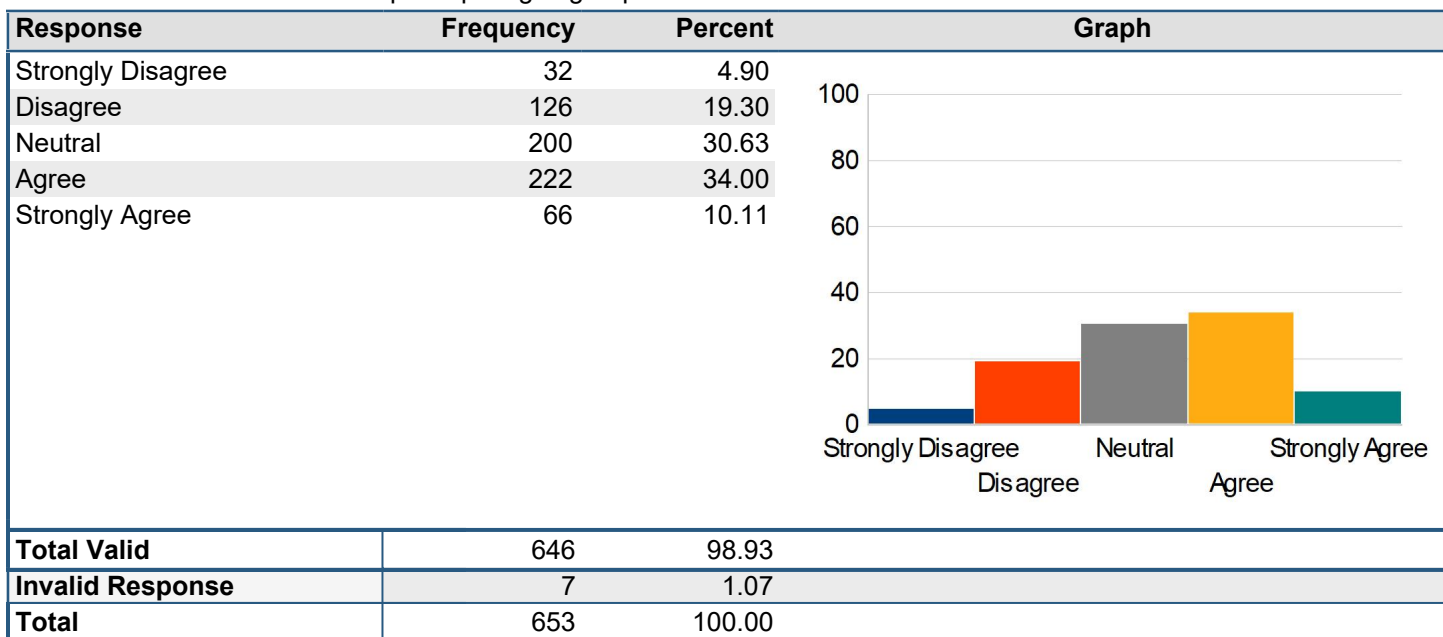 Response Frequency Percent Graph
Strongly Disagree 32 4.90
Disagree 126 19.30
Neutral 200 30.63
Agree 222 34.00
Strongly Agree 66 10.11
100
80
60
40
20
0
Strongly Disagree Neutral Strongly Agree
Disagree Agree
Total Valid 646 98.93
Invalid Response 7 1.07
Total 653 100.00